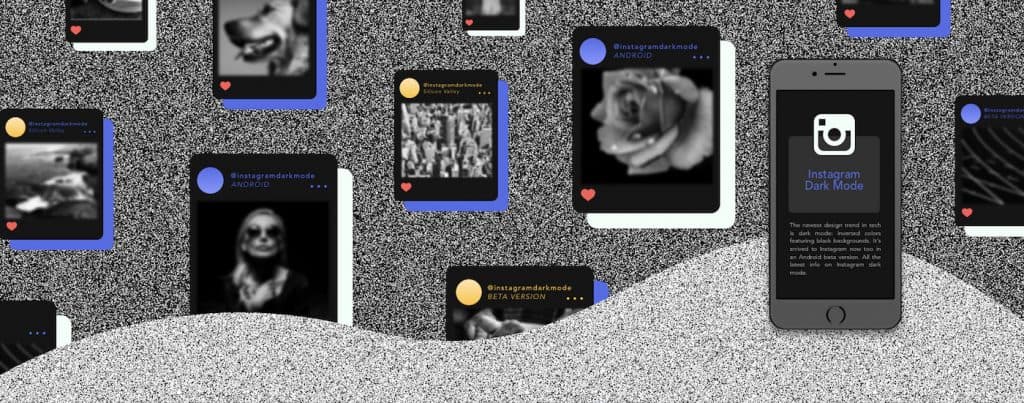 @instagramdarkmode
ANDROID
@instagramdarkmode
Silicon Valley
@instagramdarkmode
BETA VERSION
@instagramdarkmode
Silicon Valley
@instagramdarkmode
ANDROID
@instagramdarkmode
BETA VERSION
Instagram
Dark Mode
The newest design trend in tech
is dark mode: inversed colors
featuring black backgrounds. It's
arrived to Instagram now too in
an Android beta version. All the
latest info on Instagram dark
mode.